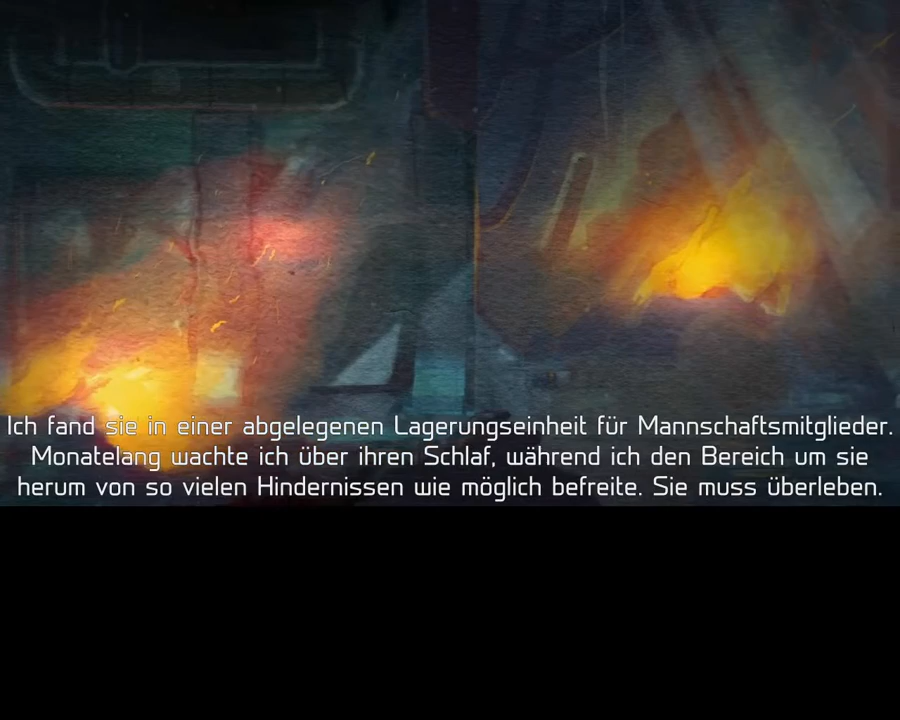 Ich fand sie in einer abgelegenen Lagerungseinheit für Mannschaftsmitglieder.
Monatelang wachte ich über ihren Schlaf, während ich den Bereich um sie
herum von so vielen Hindernissen wie möglich befreite. Sie muss überleben.